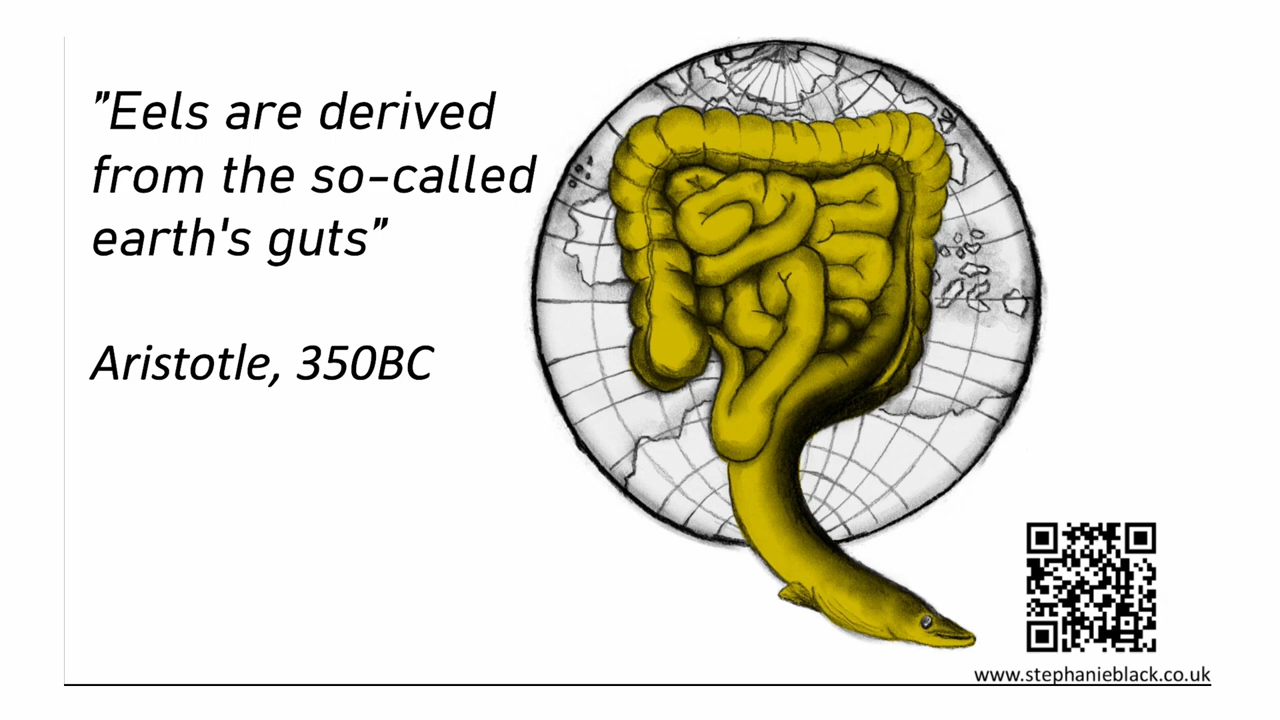 "Eels are derived
from the so-called
earth's guts"
Aristotle, 350BC
www.stephanieblack.co.uk